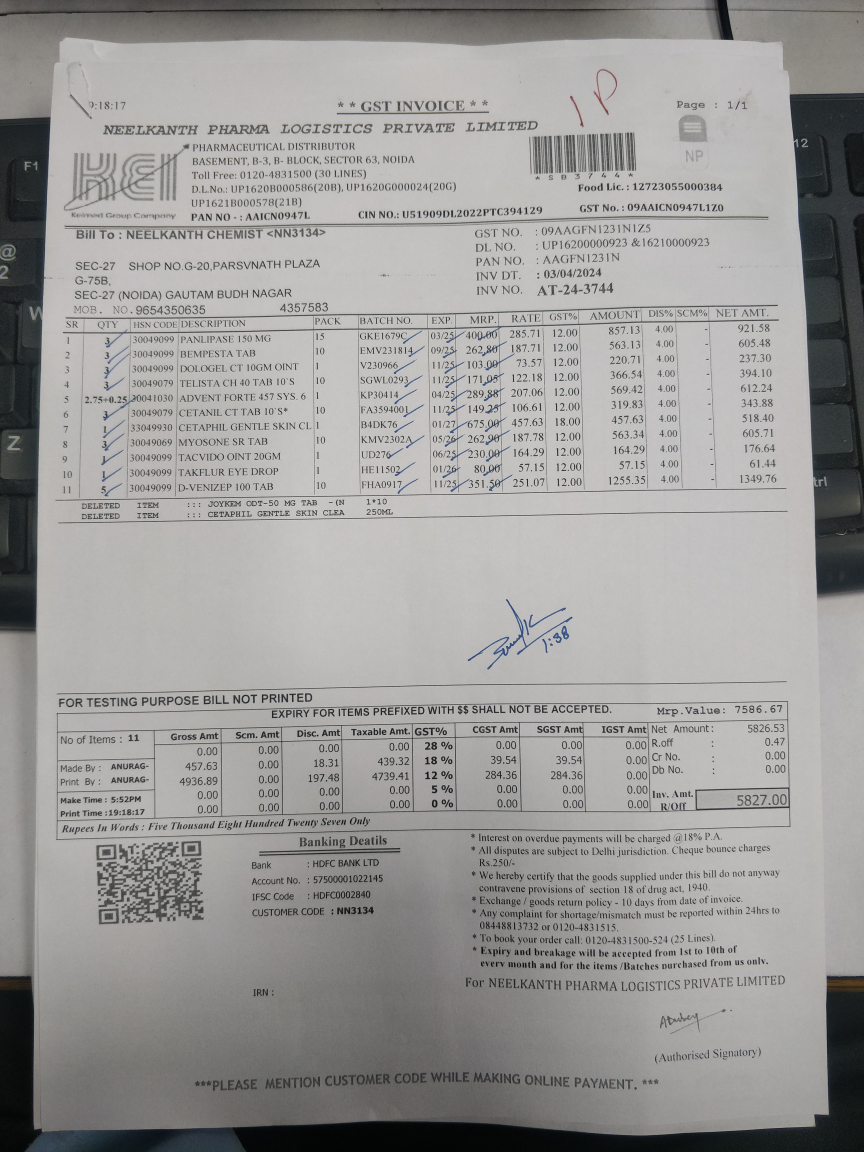 9:18:17
* * GST INVOICE * *
1P
Page : 1/1
NEELKANTH PHARMA LOGISTICS PRIVATE LIMITED
KEI
Keimed Group Company
PHARMACEUTICAL DISTRIBUTOR
BASEMENT, B-3, B- BLOCK, SECTOR 63, NOIDA
Toll Free: 0120-4831500 (30 LINES)
D.L.No.: UP1620B000586(20B), UP1620G000024(20G)
UP1621B000578(21B)
PAN NO - : AAICN0947L
CIN NO.: U51909DL2022PTC394129
* S B 3 7 4 4 *
NP
Food Lic. : 12723055000384
GST No. : 09AAICN0947L1Z0
Bill To : NEELKANTH CHEMIST <NN3134>
SEC-27 SHOP NO.G-20,PARSVNATH PLAZA
G-75B,
SEC-27 (NOIDA) GAUTAM BUDH NAGAR
MOB. NO. 9654350635 4357583
GST NO. : 09AAGFN1231N1Z5
DL NO. : UP16200000923 &16210000923
PAN NO. : AAGFN1231N
INV DT. : 03/04/2024
INV NO. AT-24-3744
SR QTY HSN CODE DESCRIPTION PACK BATCH NO. EXP. MRP. RATE GST% AMOUNT DIS% SCM% NET AMT.
1 3 30049099 PANLIPASE 150 MG 15 GKE1679C 03/25 400.00 285.71 12.00 857.13 4.00 - 921.58
2 3 30049099 BEMPESTA TAB 10 EMV231814 09/25 262.80 187.71 12.00 563.13 4.00 - 605.48
3 3 30049099 DOLOGEL CT 10GM OINT 1 V230966 11/25 103.00 73.57 12.00 220.71 4.00 - 237.30
4 3 30049079 TELISTA CH 40 TAB 10`S 10 SGWL0293 11/25 171.05 122.18 12.00 366.54 4.00 - 394.10
5 2.75+0.25 30041030 ADVENT FORTE 457 SYS. 6 1 KP30414 04/25 289.88 207.06 12.00 569.42 4.00 - 612.24
6 3 30049079 CETANIL CT TAB 10`S* 10 FA3594001 11/25 149.25 106.61 12.00 319.83 4.00 - 343.88
7 1 33049930 CETAPHIL GENTLE SKIN CL 1 B4DK76 01/27 675.00 457.63 18.00 457.63 4.00 - 518.40
8 3 30049069 MYOSONE SR TAB 10 KMV2302A 05/26 262.90 187.78 12.00 563.34 4.00 - 605.71
9 1 30049099 TACVIDO OINT 20GM 1 UD276 06/25 230.00 164.29 12.00 164.29 4.00 - 176.64
10 1 30049099 TAKFLUR EYE DROP 1 HE11502 01/26 80.00 57.15 12.00 57.15 4.00 - 61.44
11 5 30049099 D-VENIZEP 100 TAB 10 FHA0917 11/25 351.50 251.07 12.00 1255.35 4.00 - 1349.76
DELETED ITEM ::: JOYKEM ODT-50 MG TAB -(N 1*10
DELETED ITEM ::: CETAPHIL GENTLE SKIN CLEA 250ML
1:38
FOR TESTING PURPOSE BILL NOT PRINTED
EXPIRY FOR ITEMS PREFIXED WITH $$ SHALL NOT BE ACCEPTED.
Mrp.Value: 7586.67
No of Items : 11
Made By : ANURAG-
Print By : ANURAG-
Make Time : 5:52PM
Print Time :19:18:17
Gross Amt Scm. Amt Disc. Amt Taxable Amt. GST% CGST Amt SGST Amt IGST Amt
0.00 0.00 0.00 0.00 28 % 0.00 0.00 0.00
457.63 0.00 18.31 439.32 18 % 39.54 39.54 0.00
4936.89 0.00 197.48 4739.41 12 % 284.36 284.36 0.00
0.00 0.00 0.00 0.00 5 % 0.00 0.00 0.00
0.00 0.00 0.00 0.00 0 % 0.00 0.00 0.00
Net Amount: 5826.53
R.off : 0.47
Cr No. : 0.00
Db No. : 0.00
Inv. Amt. R/Off 5827.00
Rupees In Words : Five Thousand Eight Hundred Twenty Seven Only
Banking Deatils
Bank : HDFC BANK LTD
Account No. : 57500001022145
IFSC Code : HDFC0002840
CUSTOMER CODE : NN3134
IRN :
* Interest on overdue payments will be charged @18% P.A.
* All disputes are subject to Delhi jurisdiction. Cheque bounce charges
Rs.250/-
* We hereby certify that the goods supplied under this bill do not anyway
contravene provisions of section 18 of drug act, 1940.
* Exchange / goods return policy - 10 days from date of invoice.
* Any complaint for shortage/mismatch must be reported within 24hrs to
08448813732 or 0120-4831515.
* To book your order call: 0120-4831500-524 (25 Lines).
* Expiry and breakage will be accepted from 1st to 10th of
every month and for the items /Batches purchased from us only.
For NEELKANTH PHARMA LOGISTICS PRIVATE LIMITED
(Authorised Signatory)
***PLEASE MENTION CUSTOMER CODE WHILE MAKING ONLINE PAYMENT. ***
F1
12
@
2
W
Z
trl